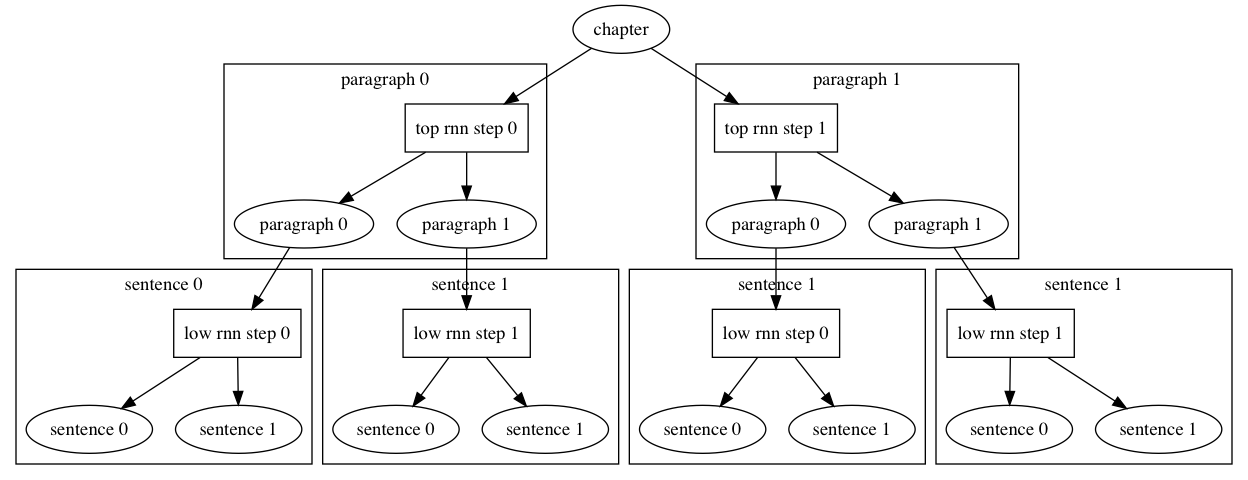 chapter
paragraph 0
paragraph 1
top rnn step 0
top rnn step 1
paragraph 0
paragraph 1
paragraph 0
paragraph 1
sentence 0
sentence 1
sentence 1
sentence 1
low rnn step 0
low rnn step 1
low rnn step 0
low rnn step 1
sentence 0
sentence 1
sentence 0
sentence 1
sentence 0
sentence 1
sentence 0
sentence 1